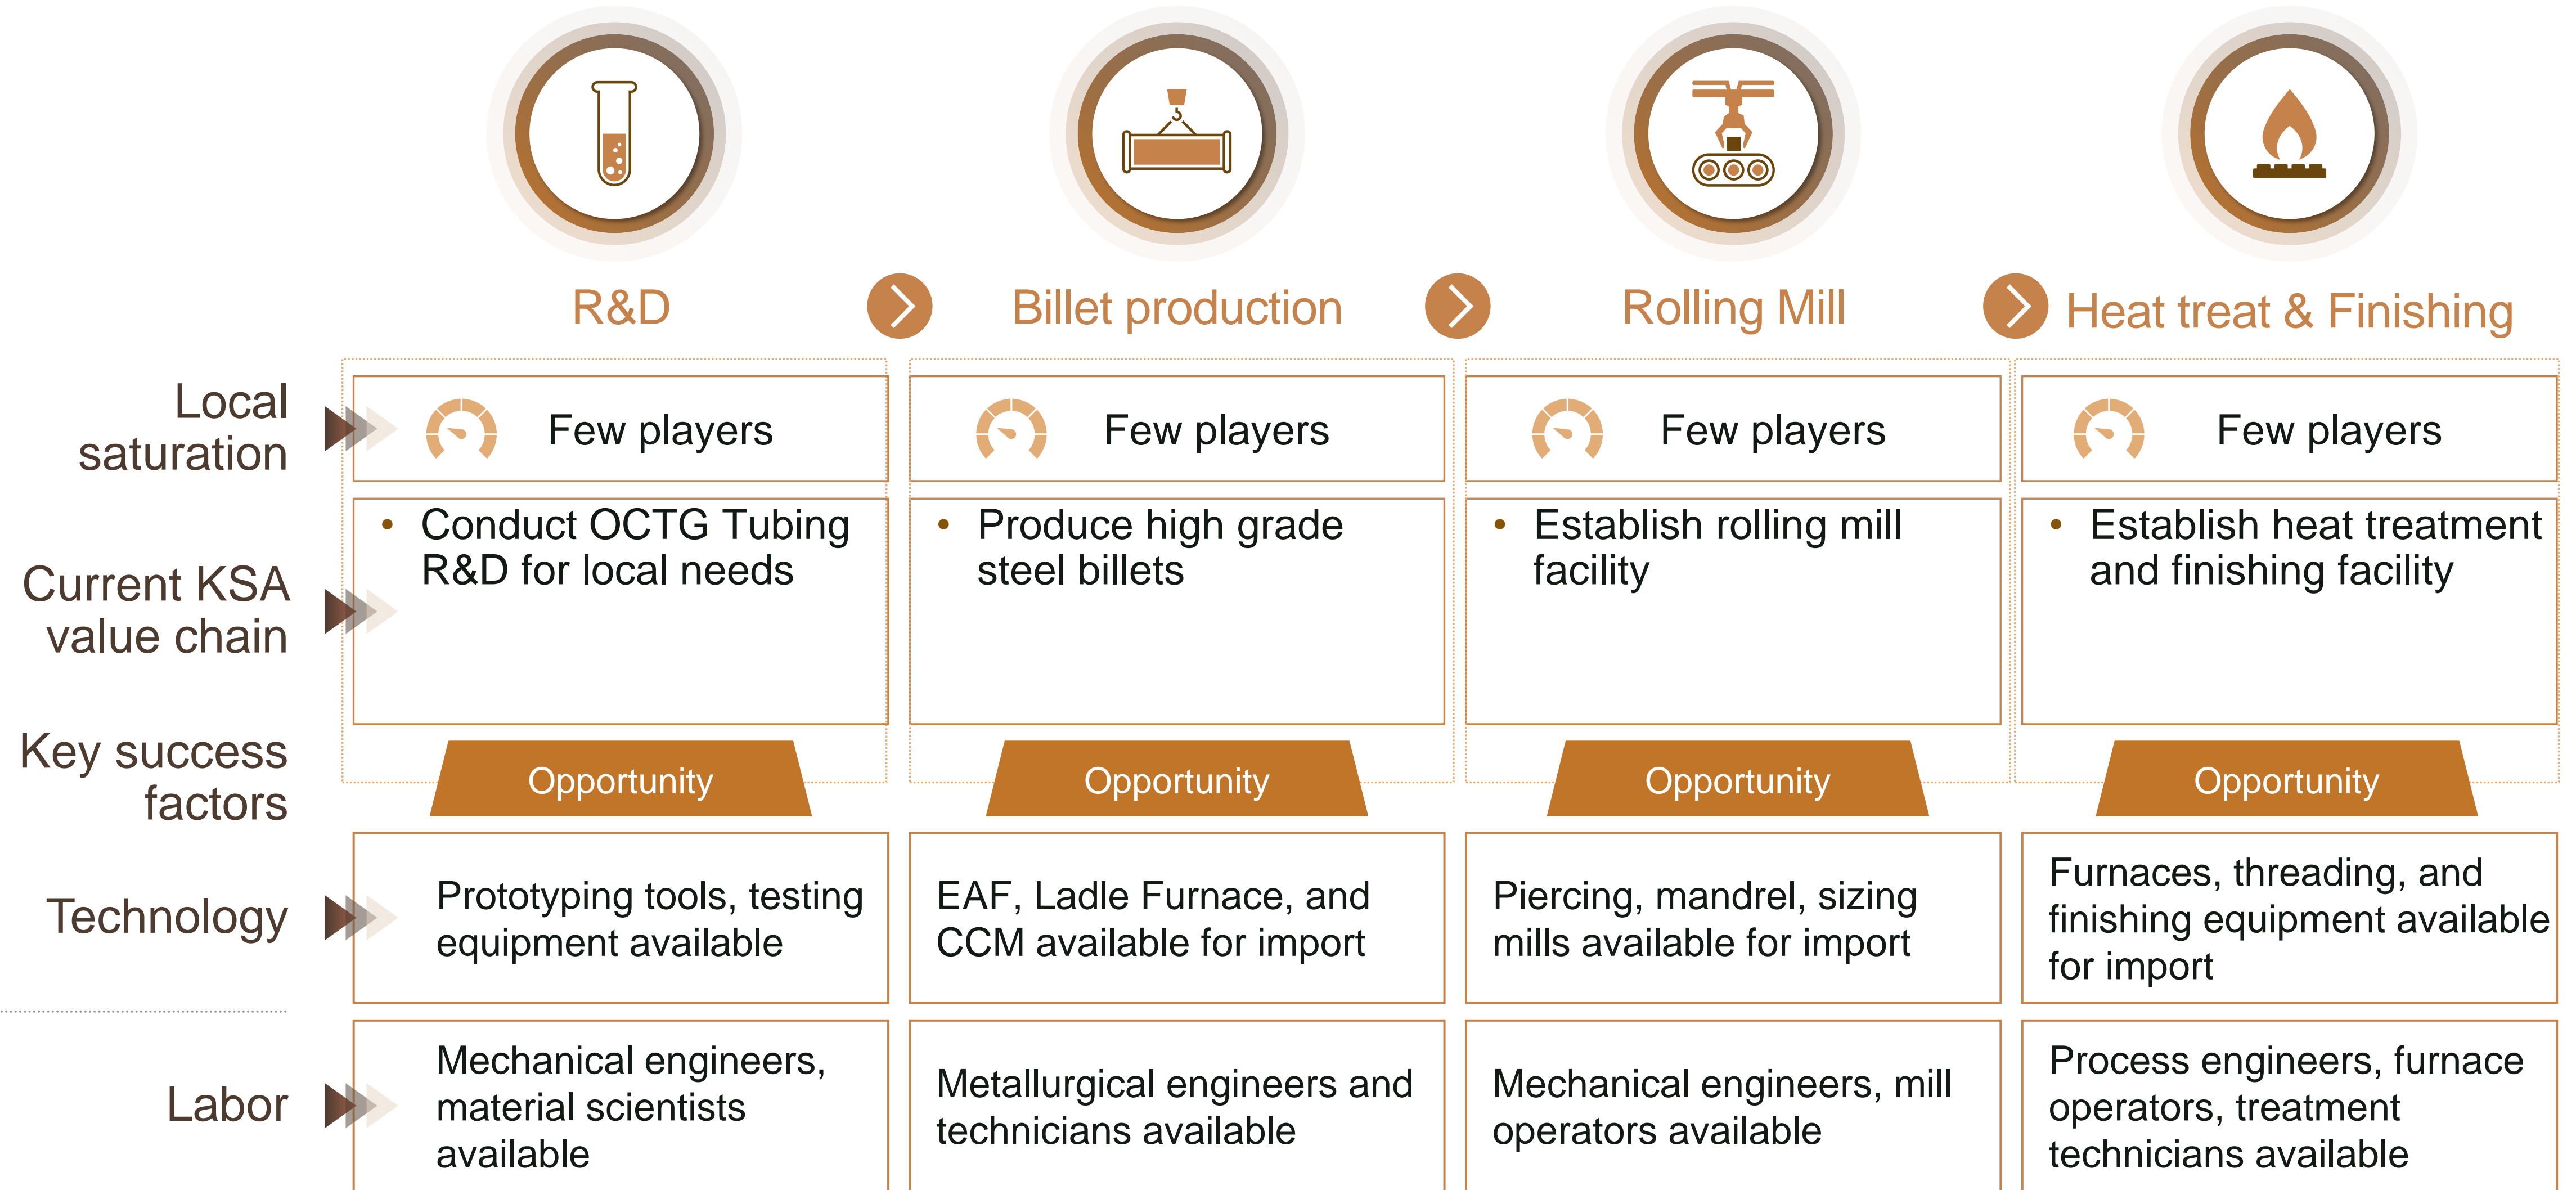 R&D
Billet production
Rolling Mill
Heat treat & Finishing
Local
saturation
Few players
Few players
Few players
Few players
Current KSA
value chain
• Conduct OCTG Tubing
R&D for local needs
• Produce high grade
steel billets
• Establish rolling mill
facility
• Establish heat treatment
and finishing facility
Key success
factors
Opportunity
Opportunity
Opportunity
Opportunity
Technology
Prototyping tools, testing
equipment available
EAF, Ladle Furnace, and
CCM available for import
Piercing, mandrel, sizing
mills available for import
Furnaces, threading, and
finishing equipment available
for import
Labor
Mechanical engineers,
material scientists
available
Metallurgical engineers and
technicians available
Mechanical engineers, mill
operators available
Process engineers, furnace
operators, treatment
technicians available